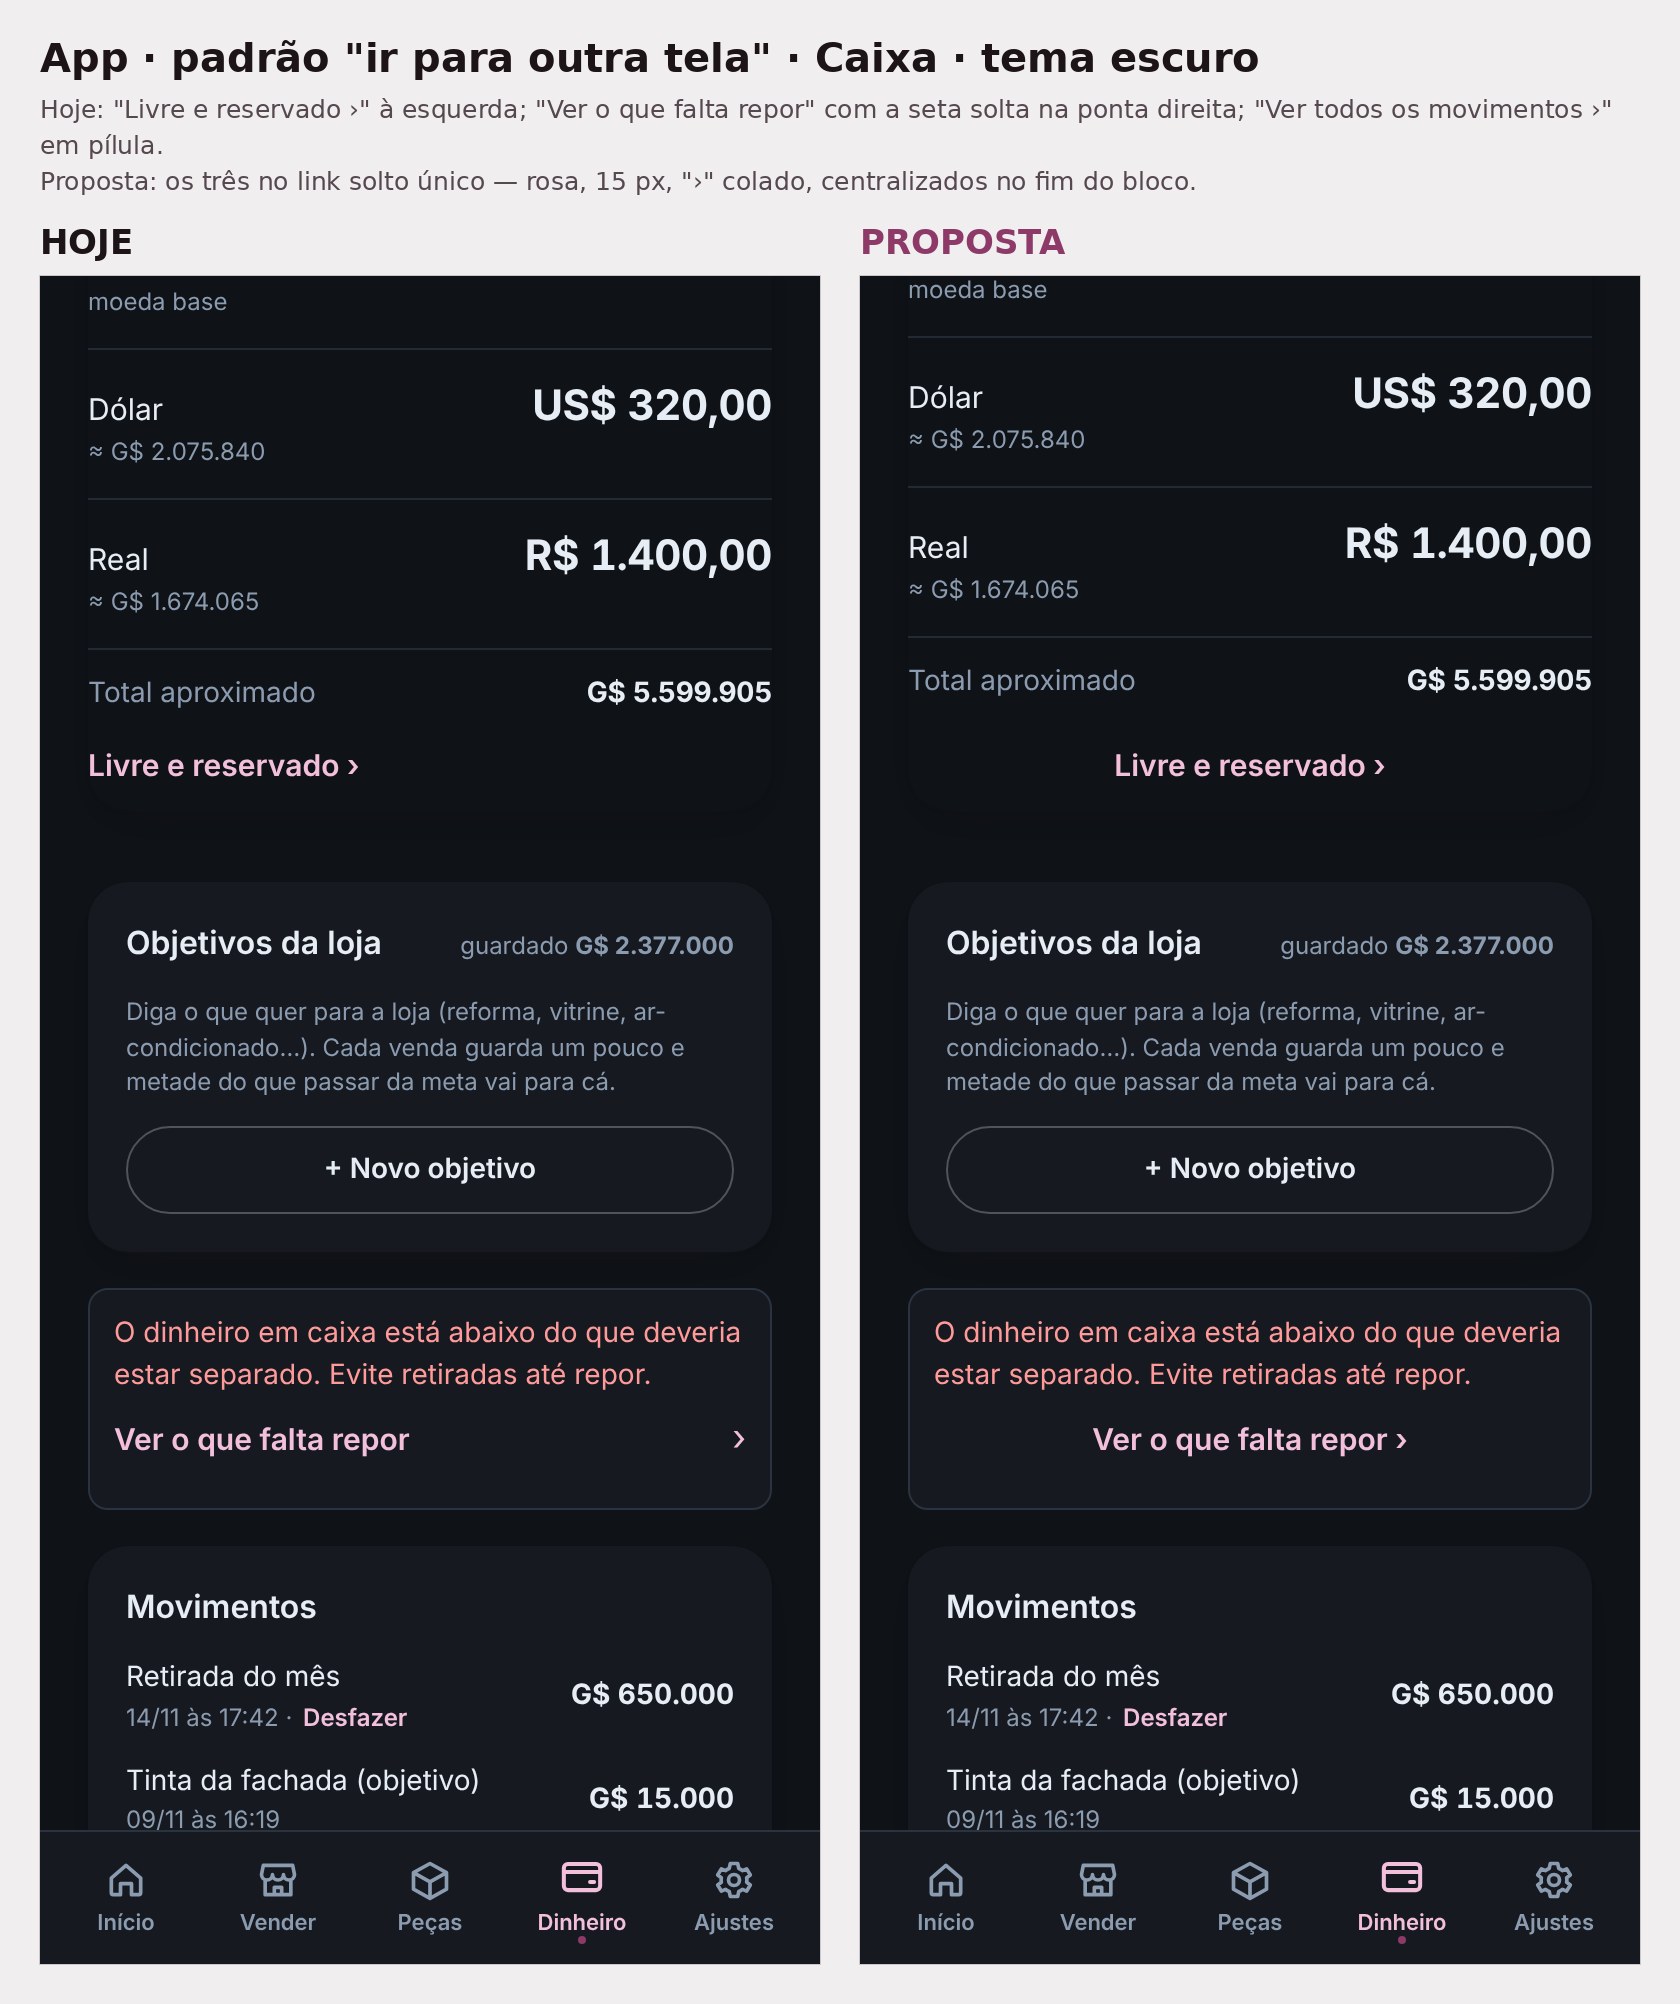 App · padrão "ir para outra tela" · Caixa · tema escuro
Hoje: "Livre e reservado ›" à esquerda; "Ver o que falta repor" com a seta solta na ponta direita; "Ver todos os movimentos ›"
em pílula.
Proposta: os três no link solto único — rosa, 15 px, "›" colado, centralizados no fim do bloco.
HOJE
moeda base
Dólar US$ 320,00
≈ G$ 2.075.840
Real R$ 1.400,00
≈ G$ 1.674.065
Total aproximado G$ 5.599.905
Livre e reservado ›
Objetivos da loja guardado G$ 2.377.000
Diga o que quer para a loja (reforma, vitrine, ar-
condicionado...). Cada venda guarda um pouco e
metade do que passar da meta vai para cá.
+ Novo objetivo
O dinheiro em caixa está abaixo do que deveria
estar separado. Evite retiradas até repor.
Ver o que falta repor ›
Movimentos
Retirada do mês G$ 650.000
14/11 às 17:42 · Desfazer
Tinta da fachada (objetivo) G$ 15.000
09/11 às 16:19
Início Vender Peças Dinheiro Ajustes
PROPOSTA
moeda base
Dólar US$ 320,00
≈ G$ 2.075.840
Real R$ 1.400,00
≈ G$ 1.674.065
Total aproximado G$ 5.599.905
Livre e reservado ›
Objetivos da loja guardado G$ 2.377.000
Diga o que quer para a loja (reforma, vitrine, ar-
condicionado...). Cada venda guarda um pouco e
metade do que passar da meta vai para cá.
+ Novo objetivo
O dinheiro em caixa está abaixo do que deveria
estar separado. Evite retiradas até repor.
Ver o que falta repor ›
Movimentos
Retirada do mês G$ 650.000
14/11 às 17:42 · Desfazer
Tinta da fachada (objetivo) G$ 15.000
09/11 às 16:19
Início Vender Peças Dinheiro Ajustes